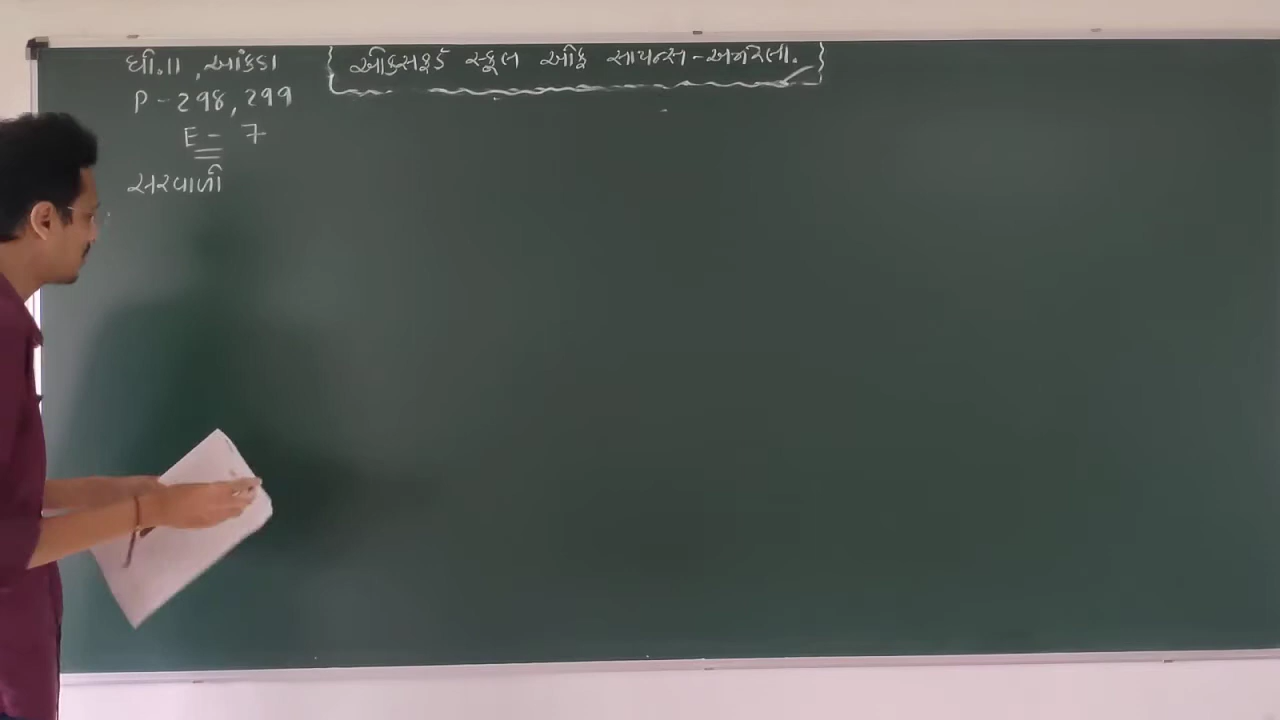 ધો.11 , આંકડા
ઓક્સફર્ડ સ્કૂલ ઓફ સાયન્સ - અમરેલી.
P - 298, 299
E - 7
સરવાળી